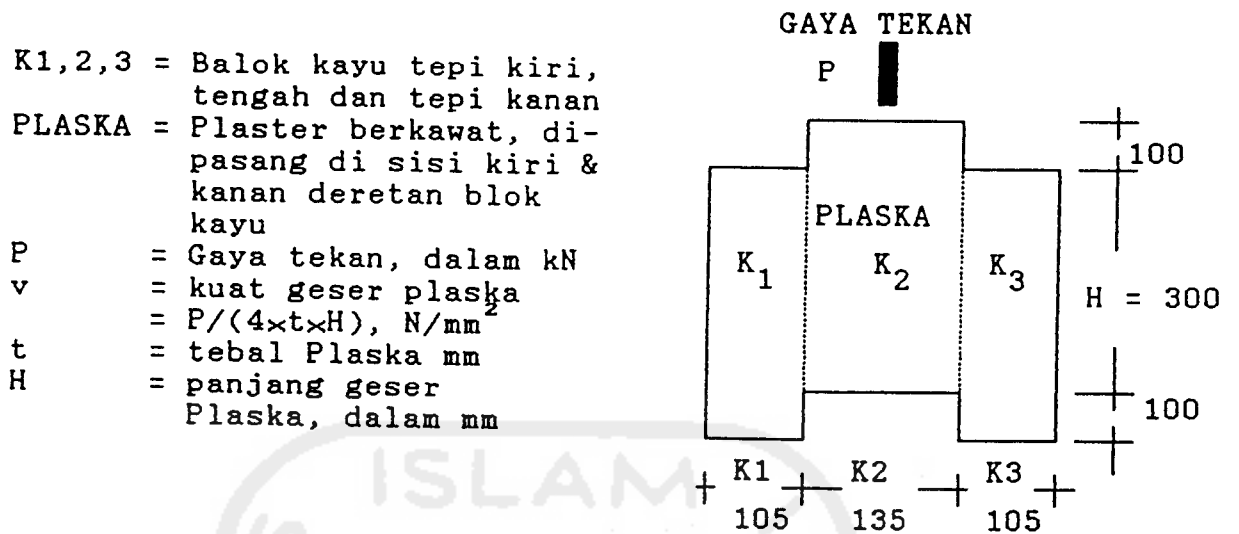 K1,2,3 = Balok kayu tepi kiri,
tengah dan tepi kanan
PLASKA = Plaster berkawat, di-
pasang di sisi kiri &
kanan deretan blok
kayu
P = Gaya tekan, dalam kN
v = kuat geser plaska
= P/(4×t×H), N/mm²
t = tebal Plaska mm
H = panjang geser
Plaska, dalam mm
GAYA TEKAN
P
100
PLASKA
K₁ K₂ K₃
H = 300
100
K1 K2 K3
105 135 105
ISLAM